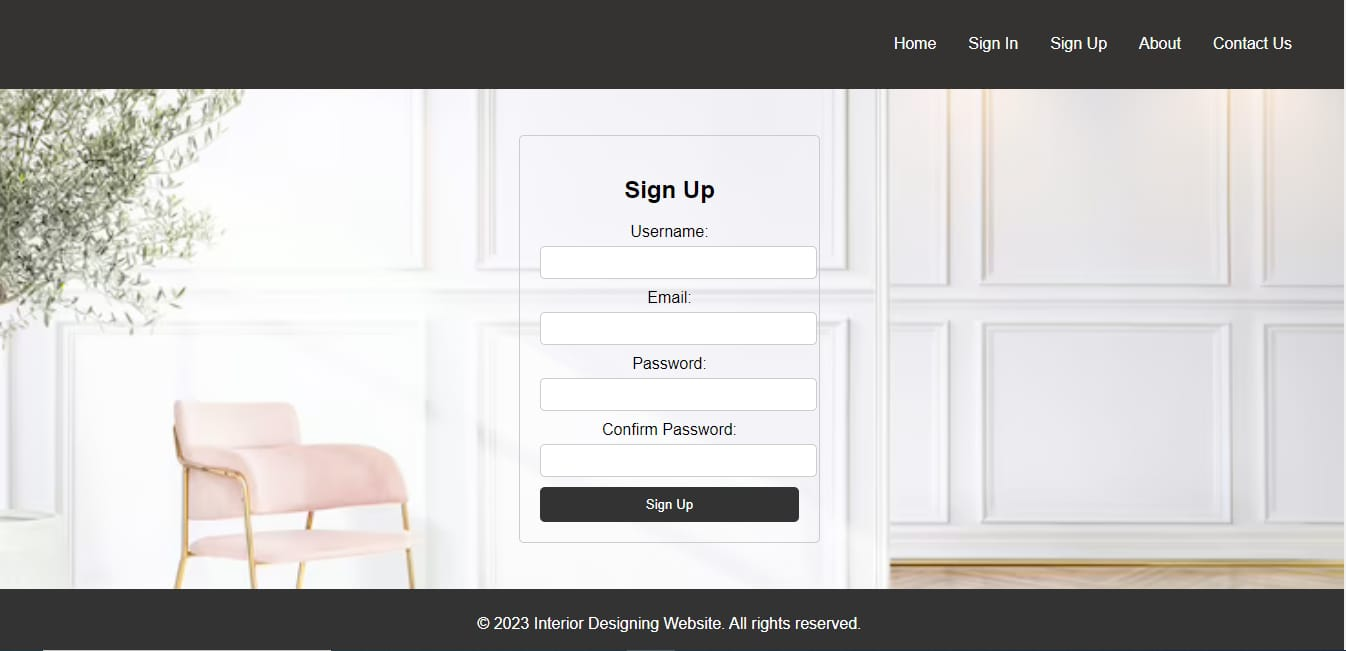 Home Sign In Sign Up About Contact Us
Sign Up
Username:
Email:
Password:
Confirm Password:
Sign Up
© 2023 Interior Designing Website. All rights reserved.